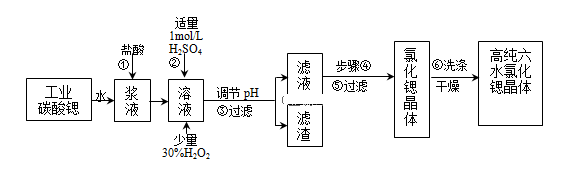 适量
1mol/L
H₂SO₄
②
盐酸
①
工业
碳酸锶
水
浆
液
溶
液
少量
30%H₂O₂
调节 pH
③过滤
滤
液
滤
渣
步骤④
⑤过滤
氯
化
锶
晶
体
⑥洗涤
干燥
高纯六
水氯化
锶晶体